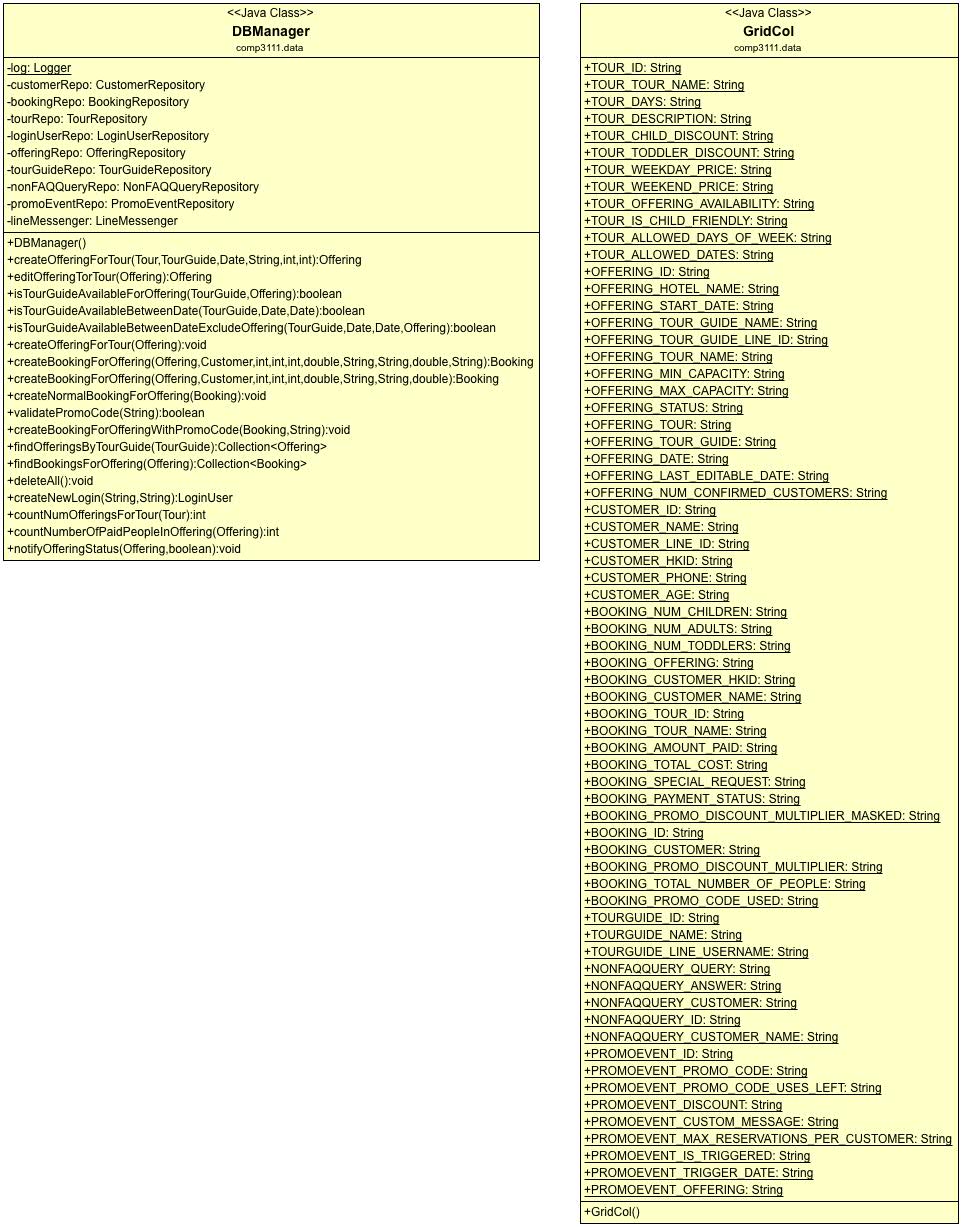 <<Java Class>>
DBManager
comp3111.data
-log: Logger
-customerRepo: CustomerRepository
-bookingRepo: BookingRepository
-tourRepo: TourRepository
-loginUserRepo: LoginUserRepository
-offeringRepo: OfferingRepository
-tourGuideRepo: TourGuideRepository
-nonFAQQueryRepo: NonFAQQueryRepository
-promoEventRepo: PromoEventRepository
-lineMessenger: LineMessenger
+DBManager()
+createOfferingForTour(Tour,TourGuide,Date,String,int,int):Offering
+editOfferingTorTour(Offering):Offering
+isTourGuideAvailableForOffering(TourGuide,Offering):boolean
+isTourGuideAvailableBetweenDate(TourGuide,Date,Date):boolean
+isTourGuideAvailableBetweenDateExcludeOffering(TourGuide,Date,Date,Offering):boolean
+createOfferingForTour(Offering):void
+createBookingForOffering(Offering,Customer,int,int,int,double,String,String,double,String):Booking
+createBookingForOffering(Offering,Customer,int,int,int,double,String,String,double):Booking
+createNormalBookingForOffering(Booking):void
+validatePromoCode(String):boolean
+createBookingForOfferingWithPromoCode(Booking,String):void
+findOfferingsByTourGuide(TourGuide):Collection<Offering>
+findBookingsForOffering(Offering):Collection<Booking>
+deleteAll():void
+createNewLogin(String,String):LoginUser
+countNumOfferingsForTour(Tour):int
+countNumberOfPaidPeopleInOffering(Offering):int
+notifyOfferingStatus(Offering,boolean):void
<<Java Class>>
GridCol
comp3111.data
+TOUR_ID: String
+TOUR_TOUR_NAME: String
+TOUR_DAYS: String
+TOUR_DESCRIPTION: String
+TOUR_CHILD_DISCOUNT: String
+TOUR_TODDLER_DISCOUNT: String
+TOUR_WEEKDAY_PRICE: String
+TOUR_WEEKEND_PRICE: String
+TOUR_OFFERING_AVAILABILITY: String
+TOUR_IS_CHILD_FRIENDLY: String
+TOUR_ALLOWED_DAYS_OF_WEEK: String
+TOUR_ALLOWED_DATES: String
+OFFERING_ID: String
+OFFERING_HOTEL_NAME: String
+OFFERING_START_DATE: String
+OFFERING_TOUR_GUIDE_NAME: String
+OFFERING_TOUR_GUIDE_LINE_ID: String
+OFFERING_TOUR_NAME: String
+OFFERING_MIN_CAPACITY: String
+OFFERING_MAX_CAPACITY: String
+OFFERING_STATUS: String
+OFFERING_TOUR: String
+OFFERING_TOUR_GUIDE: String
+OFFERING_DATE: String
+OFFERING_LAST_EDITABLE_DATE: String
+OFFERING_NUM_CONFIRMED_CUSTOMERS: String
+CUSTOMER_ID: String
+CUSTOMER_NAME: String
+CUSTOMER_LINE_ID: String
+CUSTOMER_HKID: String
+CUSTOMER_PHONE: String
+CUSTOMER_AGE: String
+BOOKING_NUM_CHILDREN: String
+BOOKING_NUM_ADULTS: String
+BOOKING_NUM_TODDLERS: String
+BOOKING_OFFERING: String
+BOOKING_CUSTOMER_HKID: String
+BOOKING_CUSTOMER_NAME: String
+BOOKING_TOUR_ID: String
+BOOKING_TOUR_NAME: String
+BOOKING_AMOUNT_PAID: String
+BOOKING_TOTAL_COST: String
+BOOKING_SPECIAL_REQUEST: String
+BOOKING_PAYMENT_STATUS: String
+BOOKING_PROMO_DISCOUNT_MULTIPLIER_MASKED: String
+BOOKING_ID: String
+BOOKING_CUSTOMER: String
+BOOKING_PROMO_DISCOUNT_MULTIPLIER: String
+BOOKING_TOTAL_NUMBER_OF_PEOPLE: String
+BOOKING_PROMO_CODE_USED: String
+TOURGUIDE_ID: String
+TOURGUIDE_NAME: String
+TOURGUIDE_LINE_USERNAME: String
+NONFAQQUERY_QUERY: String
+NONFAQQUERY_ANSWER: String
+NONFAQQUERY_CUSTOMER: String
+NONFAQQUERY_ID: String
+NONFAQQUERY_CUSTOMER_NAME: String
+PROMOEVENT_ID: String
+PROMOEVENT_PROMO_CODE: String
+PROMOEVENT_PROMO_CODE_USES_LEFT: String
+PROMOEVENT_DISCOUNT: String
+PROMOEVENT_CUSTOM_MESSAGE: String
+PROMOEVENT_MAX_RESERVATIONS_PER_CUSTOMER: String
+PROMOEVENT_IS_TRIGGERED: String
+PROMOEVENT_TRIGGER_DATE: String
+PROMOEVENT_OFFERING: String
+GridCol()